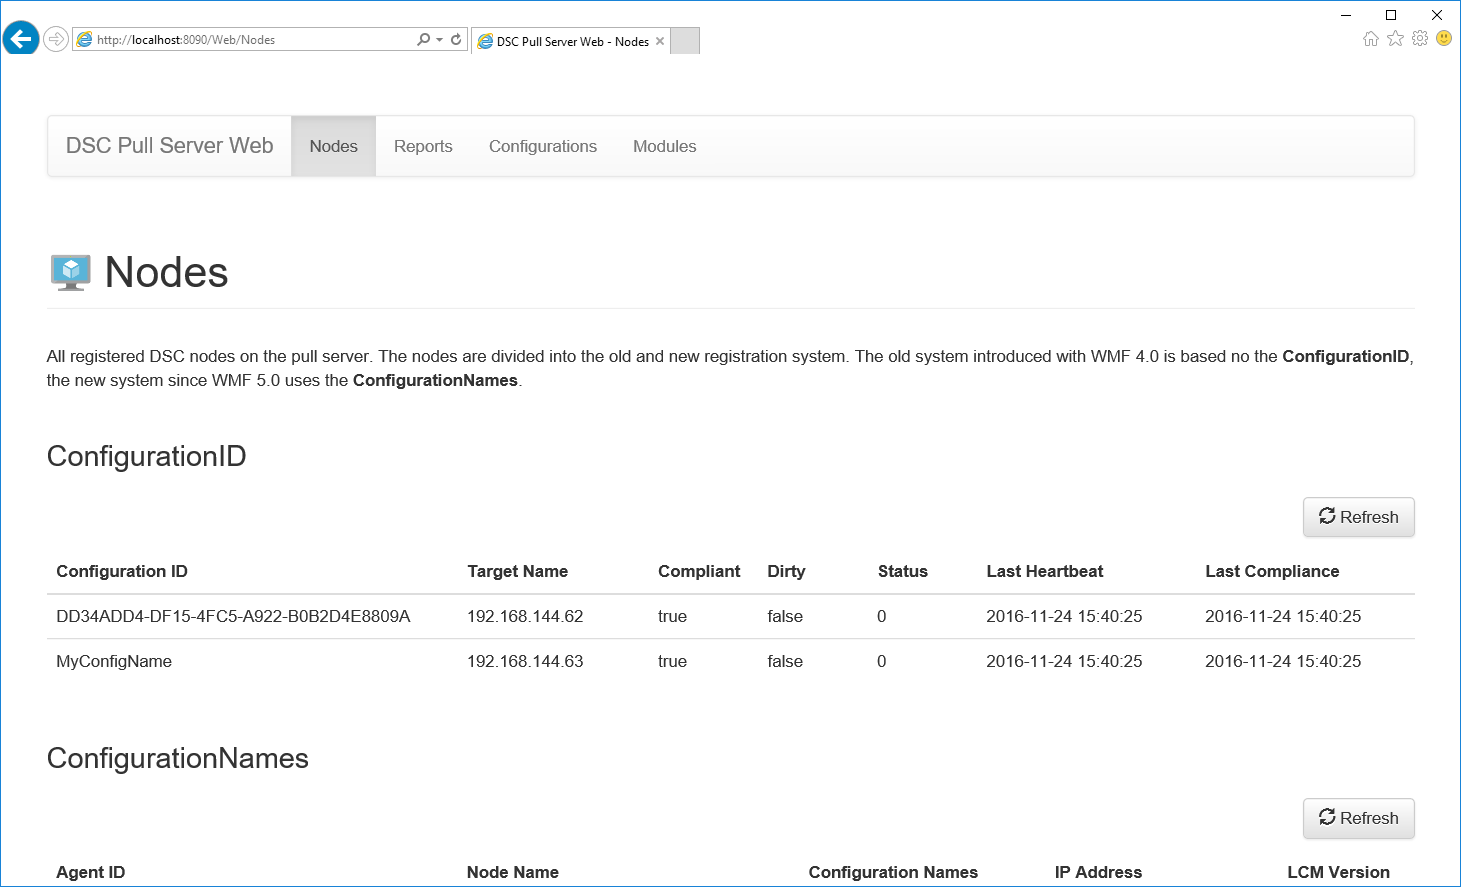 http://localhost:8090/Web/Nodes
DSC Pull Server Web - Nodes
DSC Pull Server Web Nodes Reports Configurations Modules
Nodes
All registered DSC nodes on the pull server. The nodes are divided into the old and new registration system. The old system introduced with WMF 4.0 is based no the ConfigurationID,
the new system since WMF 5.0 uses the ConfigurationNames.
ConfigurationID
Refresh
Configuration ID Target Name Compliant Dirty Status Last Heartbeat Last Compliance
DD34ADD4-DF15-4FC5-A922-B0B2D4E8809A 192.168.144.62 true false 0 2016-11-24 15:40:25 2016-11-24 15:40:25
MyConfigName 192.168.144.63 true false 0 2016-11-24 15:40:25 2016-11-24 15:40:25
ConfigurationNames
Refresh
Agent ID Node Name Configuration Names IP Address LCM Version